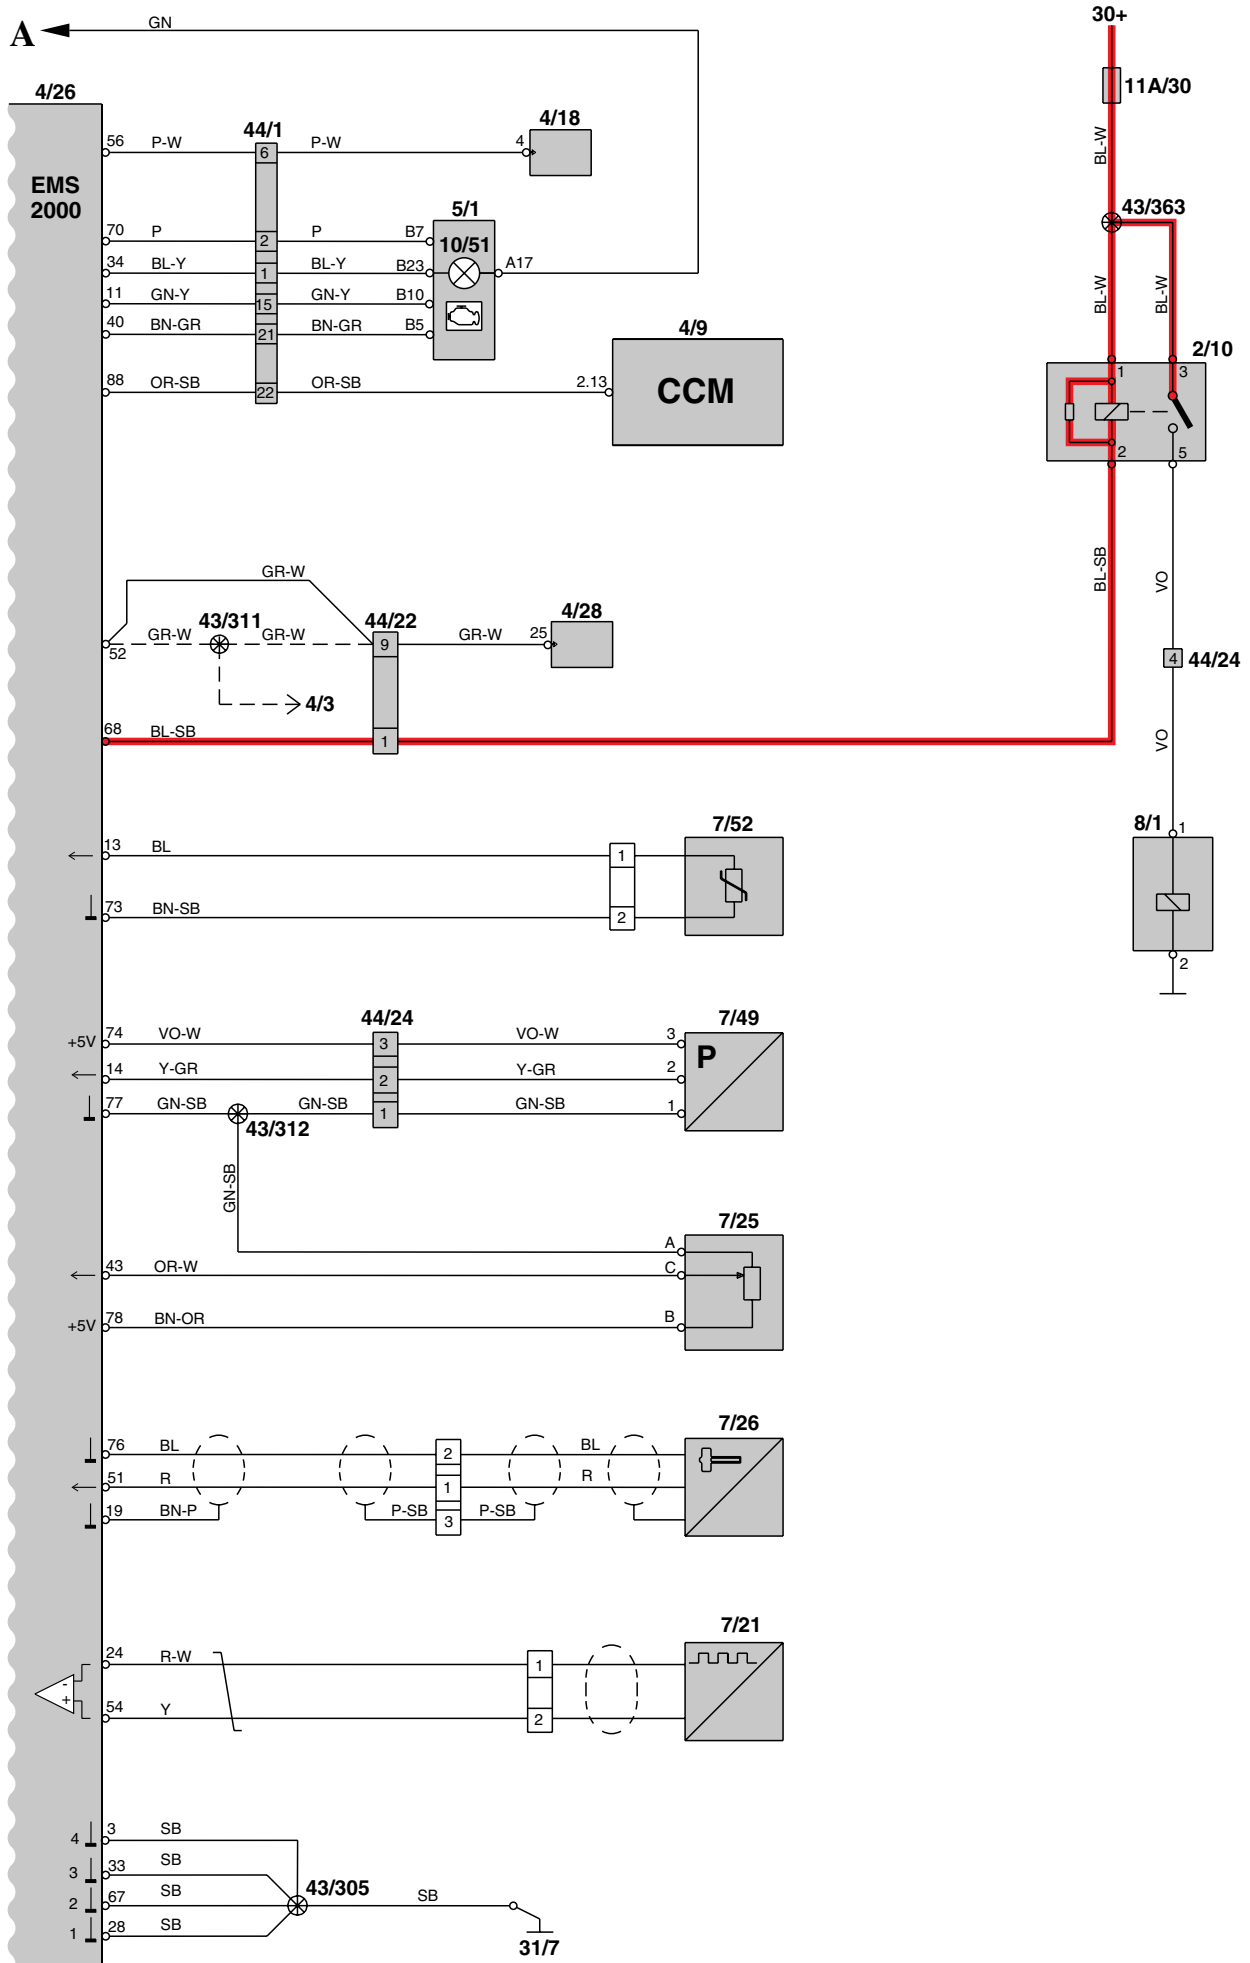 A GN
30+
4/26
11A/30
44/1
4/18
56 P-W 6 P-W 4
BL-W
EMS
2000
5/1
43/363
70 P 2 P B7
10/51
34 BL-Y 1 BL-Y B23 A17
11 GN-Y 15 GN-Y B10
BL-W BL-W
40 BN-GR 21 BN-GR B5
4/9
2/10
1 3
88 OR-SB 22 OR-SB 2.13
CCM
2 5
GR-W
BL-SB VO
43/311 44/22 4/28
52 GR-W GR-W 9 GR-W 25
4 44/24
4/3
68 BL-SB 1
VO
7/52
8/1 1
13 BL 1
73 BN-SB 2
2
44/24 7/49
+5V 74 VO-W 3 VO-W 3
P
14 Y-GR 2 Y-GR 2
77 GN-SB GN-SB 1 GN-SB 1
43/312
GN-SB
7/25
A
43 OR-W C
+5V 78 BN-OR B
7/26
76 BL 2 BL
51 R 1 R
19 BN-P P-SB 3 P-SB
7/21
24 R-W 1
-
+
54 Y 2
4 3 SB
3 33 SB
43/305
2 67 SB SB
1 28 SB
31/7